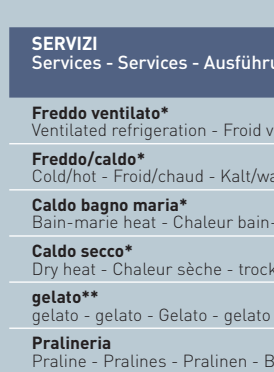 SERVIZI
Services - Services - Ausführu
Freddo ventilato*
Ventilated refrigeration - Froid v
Freddo/caldo*
Cold/hot - Froid/chaud - Kalt/wa
Caldo bagno maria*
Bain-marie heat - Chaleur bain-
Caldo secco*
Dry heat - Chaleur sèche - trock
gelato**
gelato - gelato - Gelato - gelato
Pralineria
Praline - Pralines - Pralinen - B